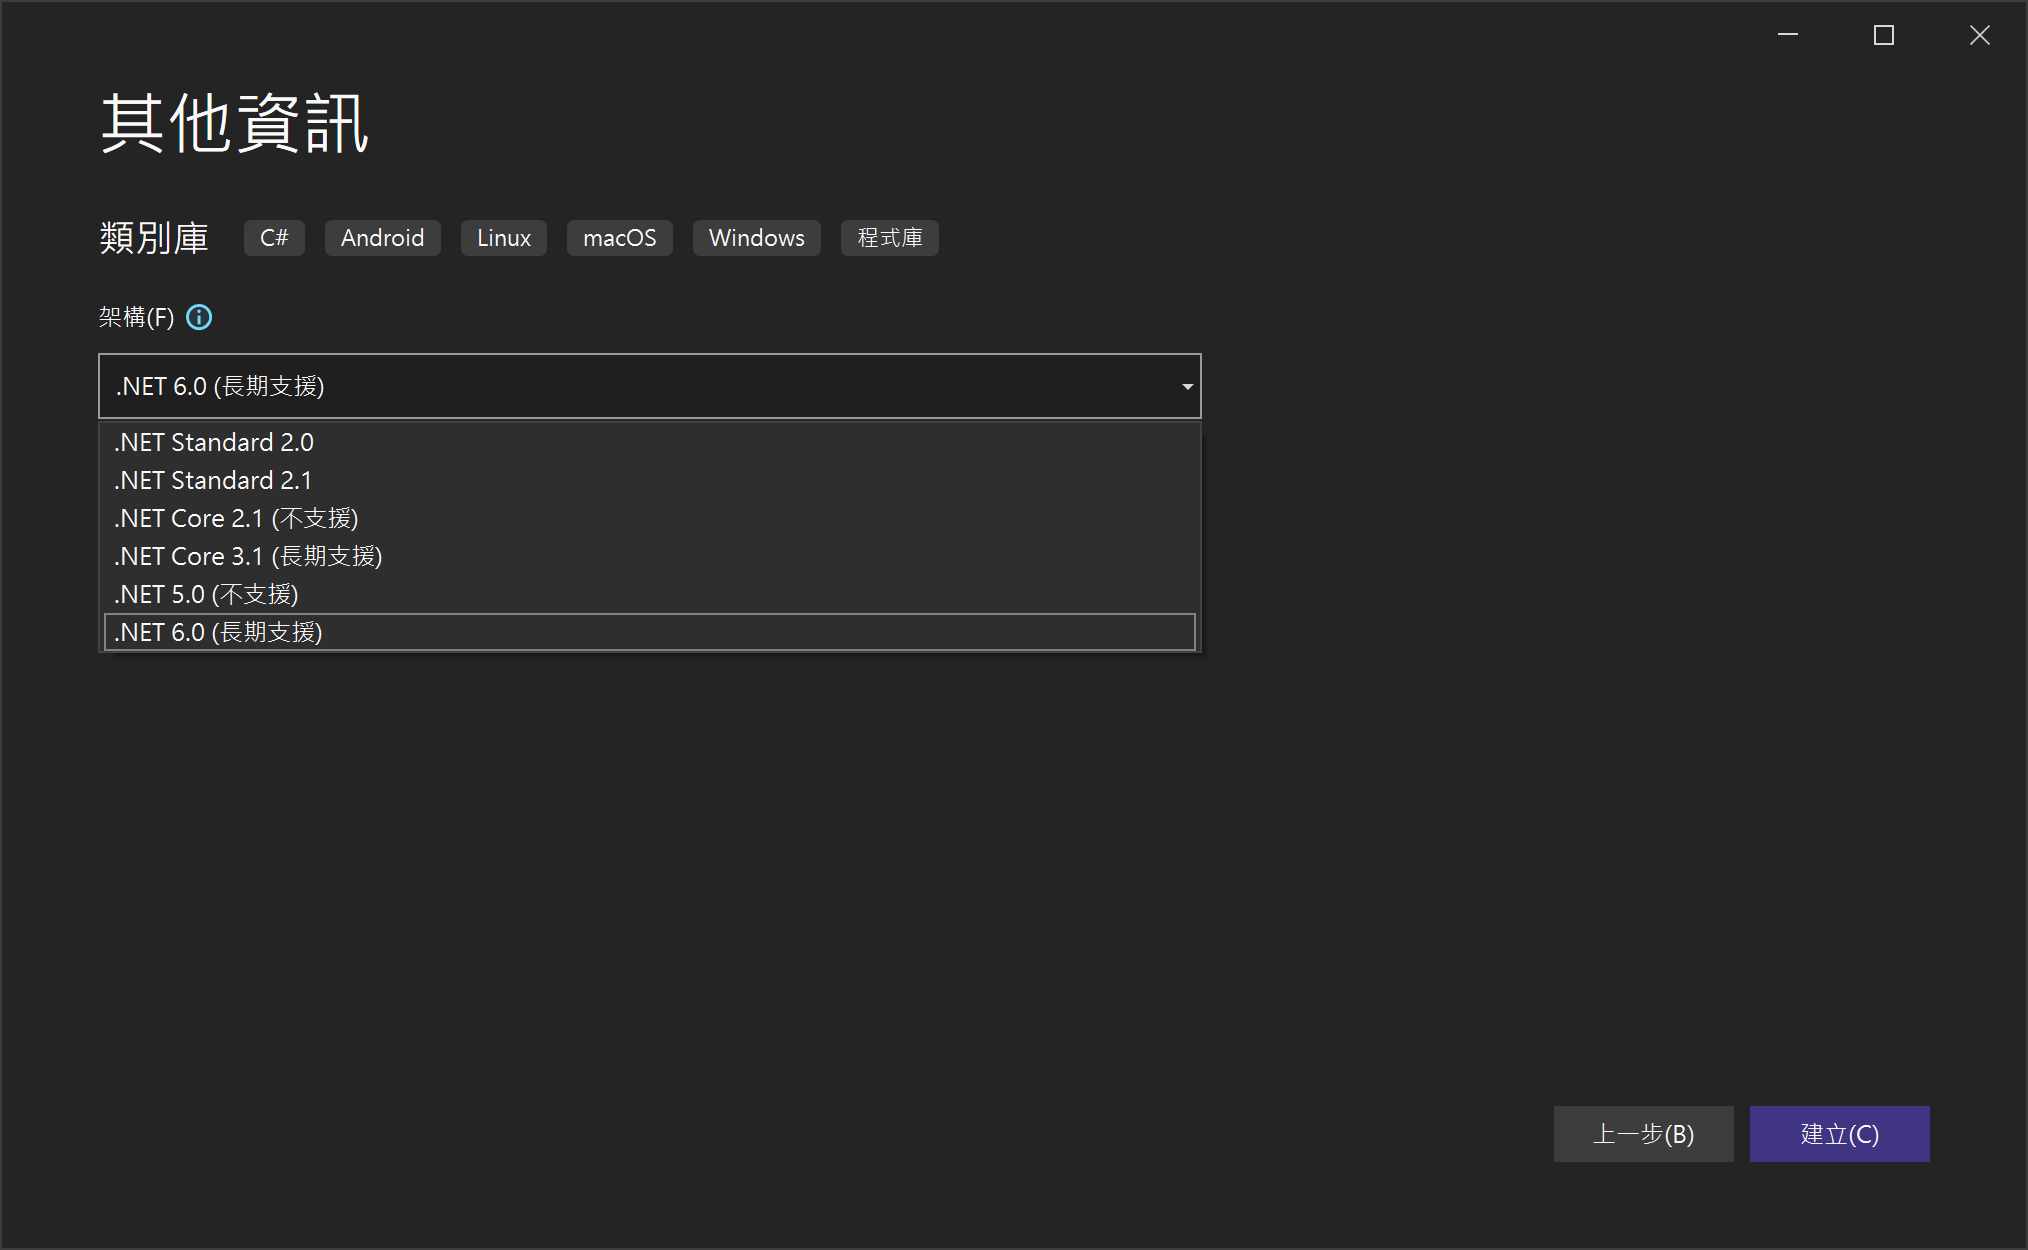 其他資訊
類別庫 C# Android Linux macOS Windows 程式庫
架構(F)
.NET 6.0 (長期支援)
.NET Standard 2.0
.NET Standard 2.1
.NET Core 2.1 (不支援)
.NET Core 3.1 (長期支援)
.NET 5.0 (不支援)
.NET 6.0 (長期支援)
上一步(B) 建立(C)